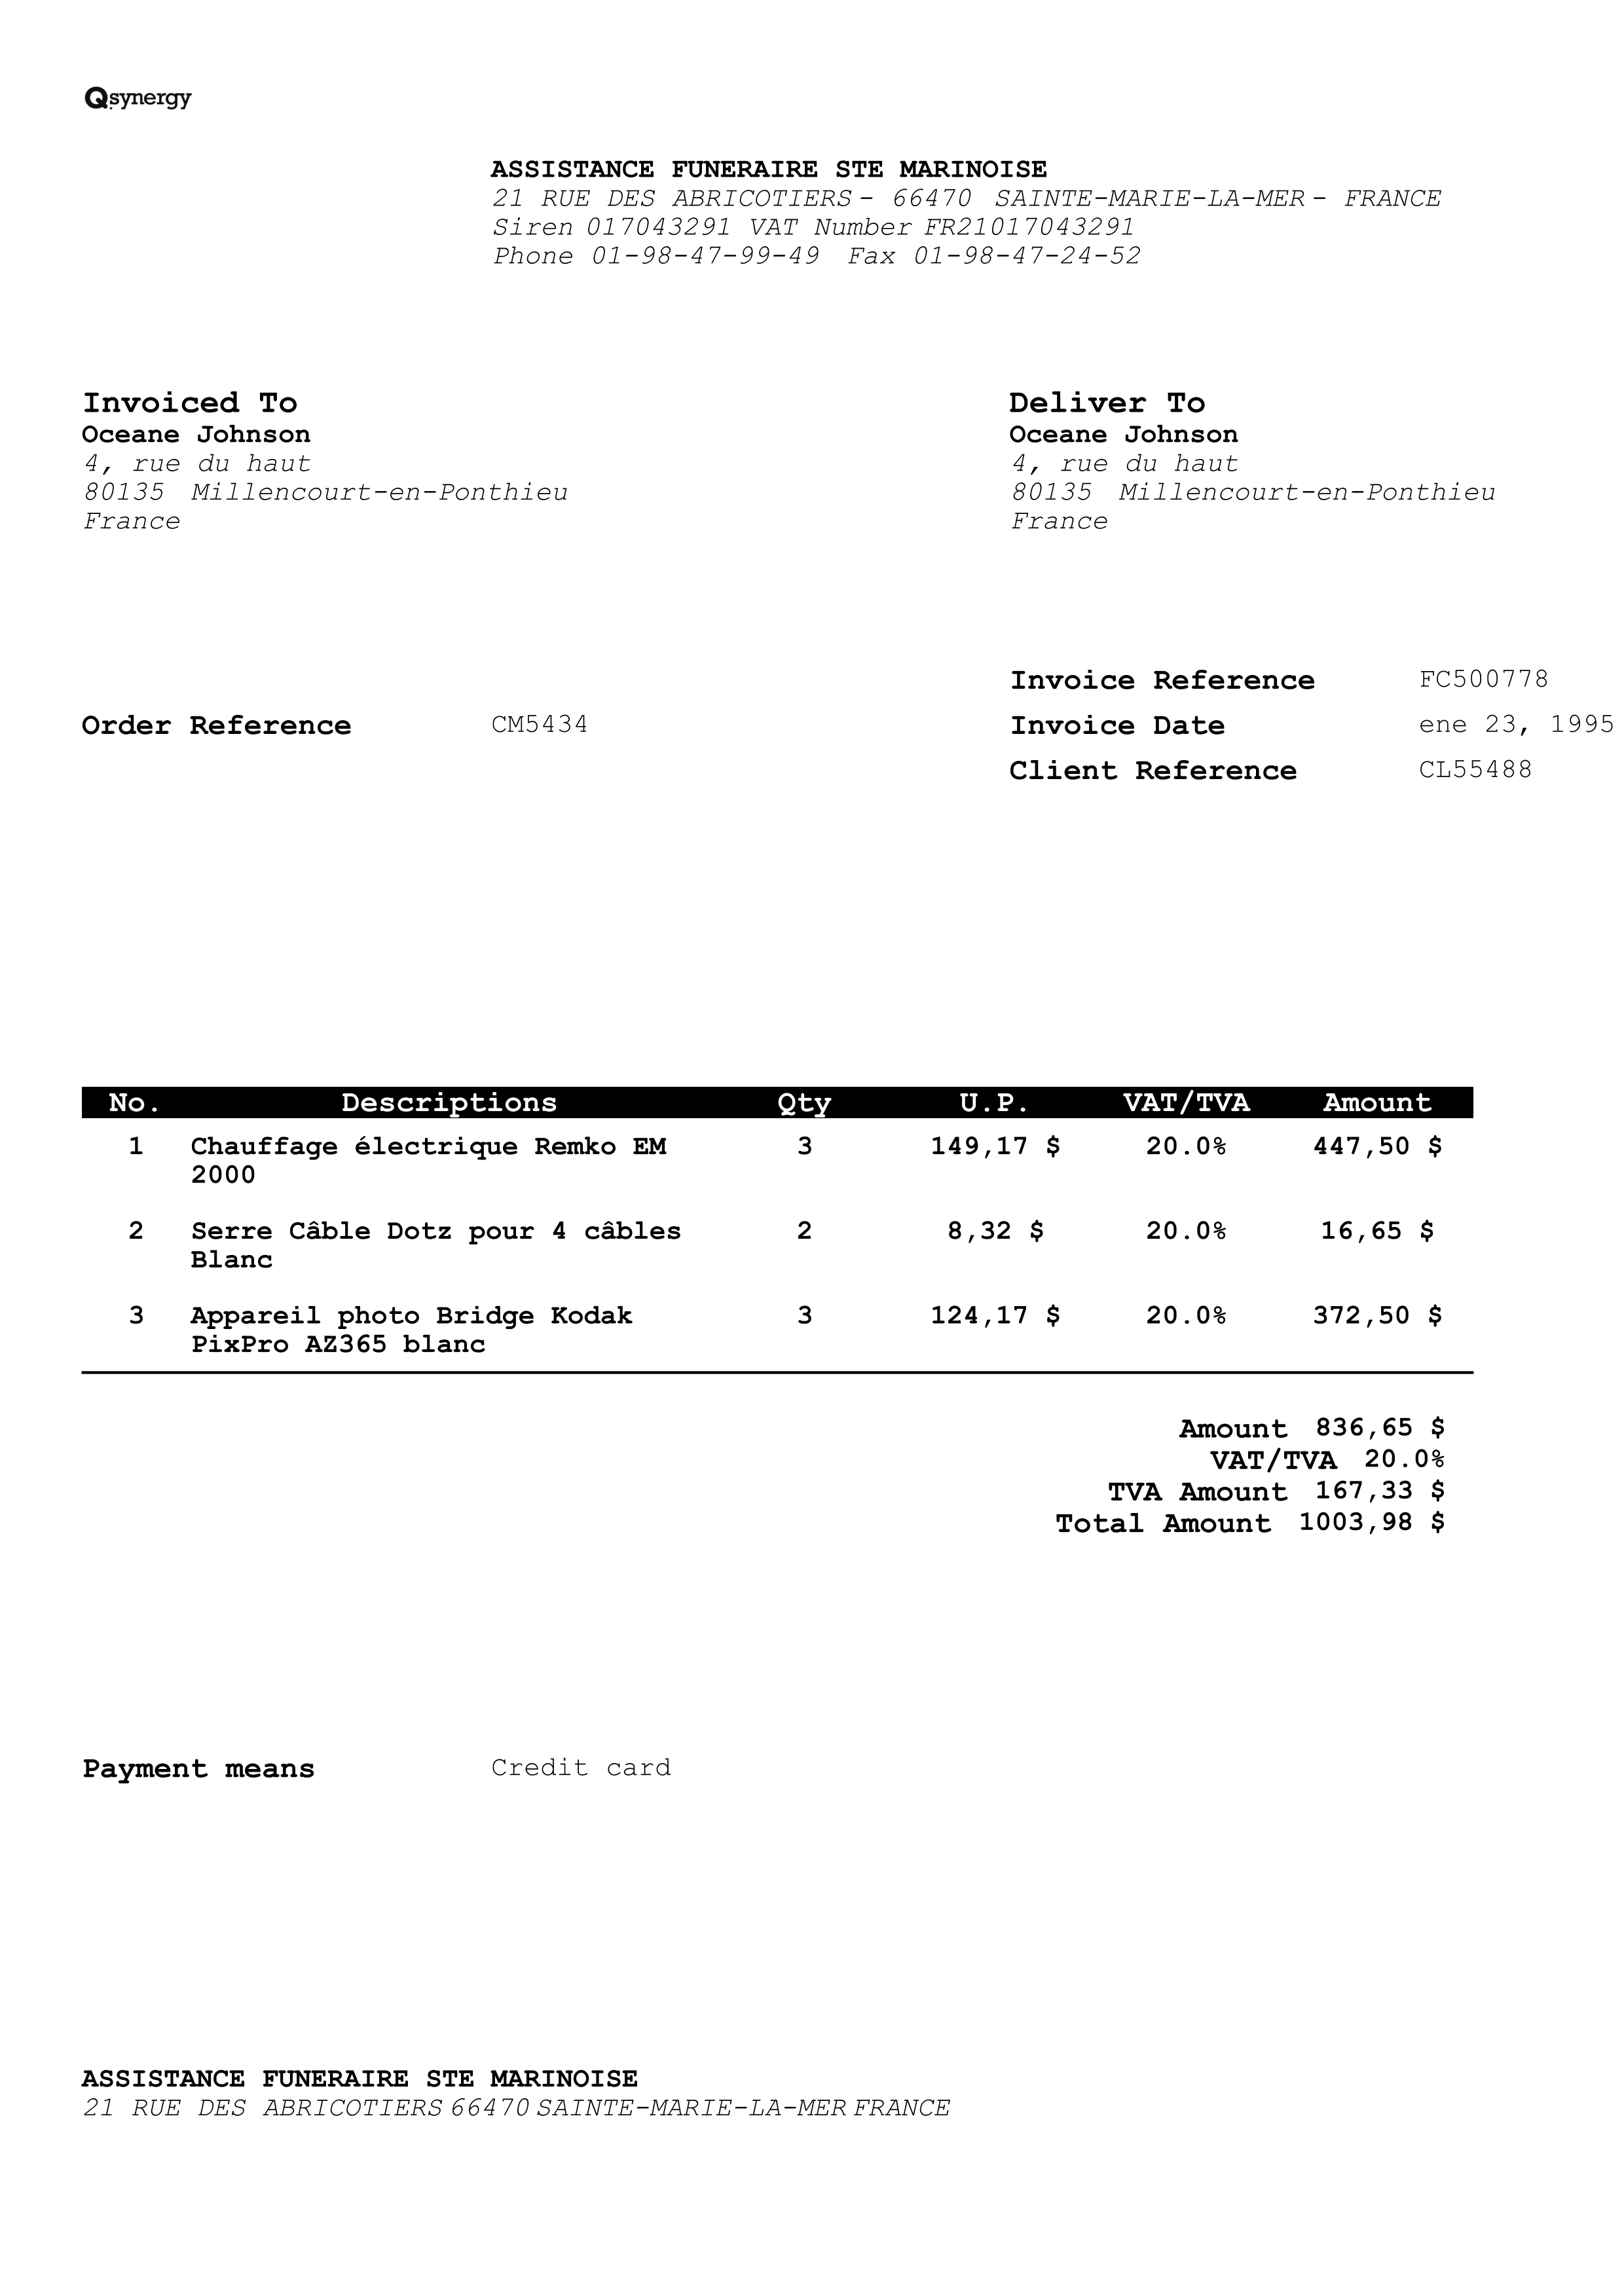 Qsynergy
ASSISTANCE FUNERAIRE STE MARINOISE
21 RUE DES ABRICOTIERS - 66470 SAINTE-MARIE-LA-MER - FRANCE
Siren 017043291 VAT Number FR21017043291
Phone 01-98-47-99-49 Fax 01-98-47-24-52
Invoiced To
Oceane Johnson
4, rue du haut
80135 Millencourt-en-Ponthieu
France
Deliver To
Oceane Johnson
4, rue du haut
80135 Millencourt-en-Ponthieu
France
Invoice Reference FC500778
Order Reference CM5434 Invoice Date ene 23, 1995
Client Reference CL55488
No. Descriptions Qty U.P. VAT/TVA Amount
1 Chauffage électrique Remko EM 3 149,17 $ 20.0% 447,50 $
2000
2 Serre Câble Dotz pour 4 câbles 2 8,32 $ 20.0% 16,65 $
Blanc
3 Appareil photo Bridge Kodak 3 124,17 $ 20.0% 372,50 $
PixPro AZ365 blanc
Amount 836,65 $
VAT/TVA 20.0%
TVA Amount 167,33 $
Total Amount 1003,98 $
Payment means Credit card
ASSISTANCE FUNERAIRE STE MARINOISE
21 RUE DES ABRICOTIERS 66470 SAINTE-MARIE-LA-MER FRANCE